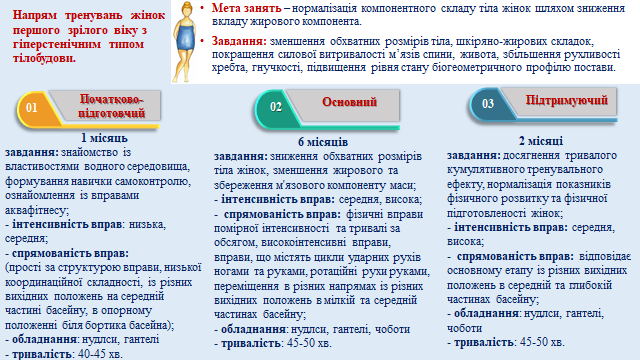 Напрям тренувань жінок
першого зрілого віку з
гіперстенічним типом
тілобудови.
• Мета занять – нормалізація компонентного складу тіла жінок шляхом зниження
вкладу жирового компонента.
• Завдання: зменшення обхватних розмірів тіла, шкіряно-жирових складок,
покращення силової витривалості м’язів спини, живота, збільшення рухливості
хребта, гнучкості, підвищення рівня стану біогеометричного профілю постави.
01
Початково-
підготовчий
1 місяць
завдання: знайомство із
властивостями водного середовища,
формування навички самоконтролю,
ознайомлення із вправами
аквафітнесу;
- інтенсивність вправ: низька,
середня;
- спрямованість вправ:
(прості за структурою вправи, низької
координаційної складності, із різних
вихідних положень на середній
частині басейну, в опорному
положенні біля бортика басейна);
- обладнання: нудлси, гантелі
- тривалість: 40-45 хв.
02
Основний
6 місяців
завдання: зниження обхватних розмірів
тіла жінок, зменшення жирового та
збереження м'язового компоненту маси;
- інтенсивність вправ: середня, висока;
- спрямованість вправ: фізичні вправи
помірної інтенсивності та тривалі за
обсягом, високоінтенсивні вправи,
вправи, що містять цикли ударних рухів
ногами та руками, ротаційні рухи руками,
переміщення в різних напрямах із різних
вихідних положень в мілкій та середній
частинах басейну;
- обладнання: нудлси, гантелі, чоботи
- тривалість: 45-50 хв.
03
Підтримуючий
2 місяці
завдання: досягнення тривалого
кумулятивного тренувального
ефекту, нормалізація показників
фізичного розвитку та фізичної
підготовленості жінок;
- інтенсивність вправ: середня,
висока;
- спрямованість вправ: відповідає
основному етапу із різних вихідних
положень в середній та глибокій
частинах басейну;
- обладнання: нудлси, гантелі,
чоботи
- тривалість: 45-50 хв.